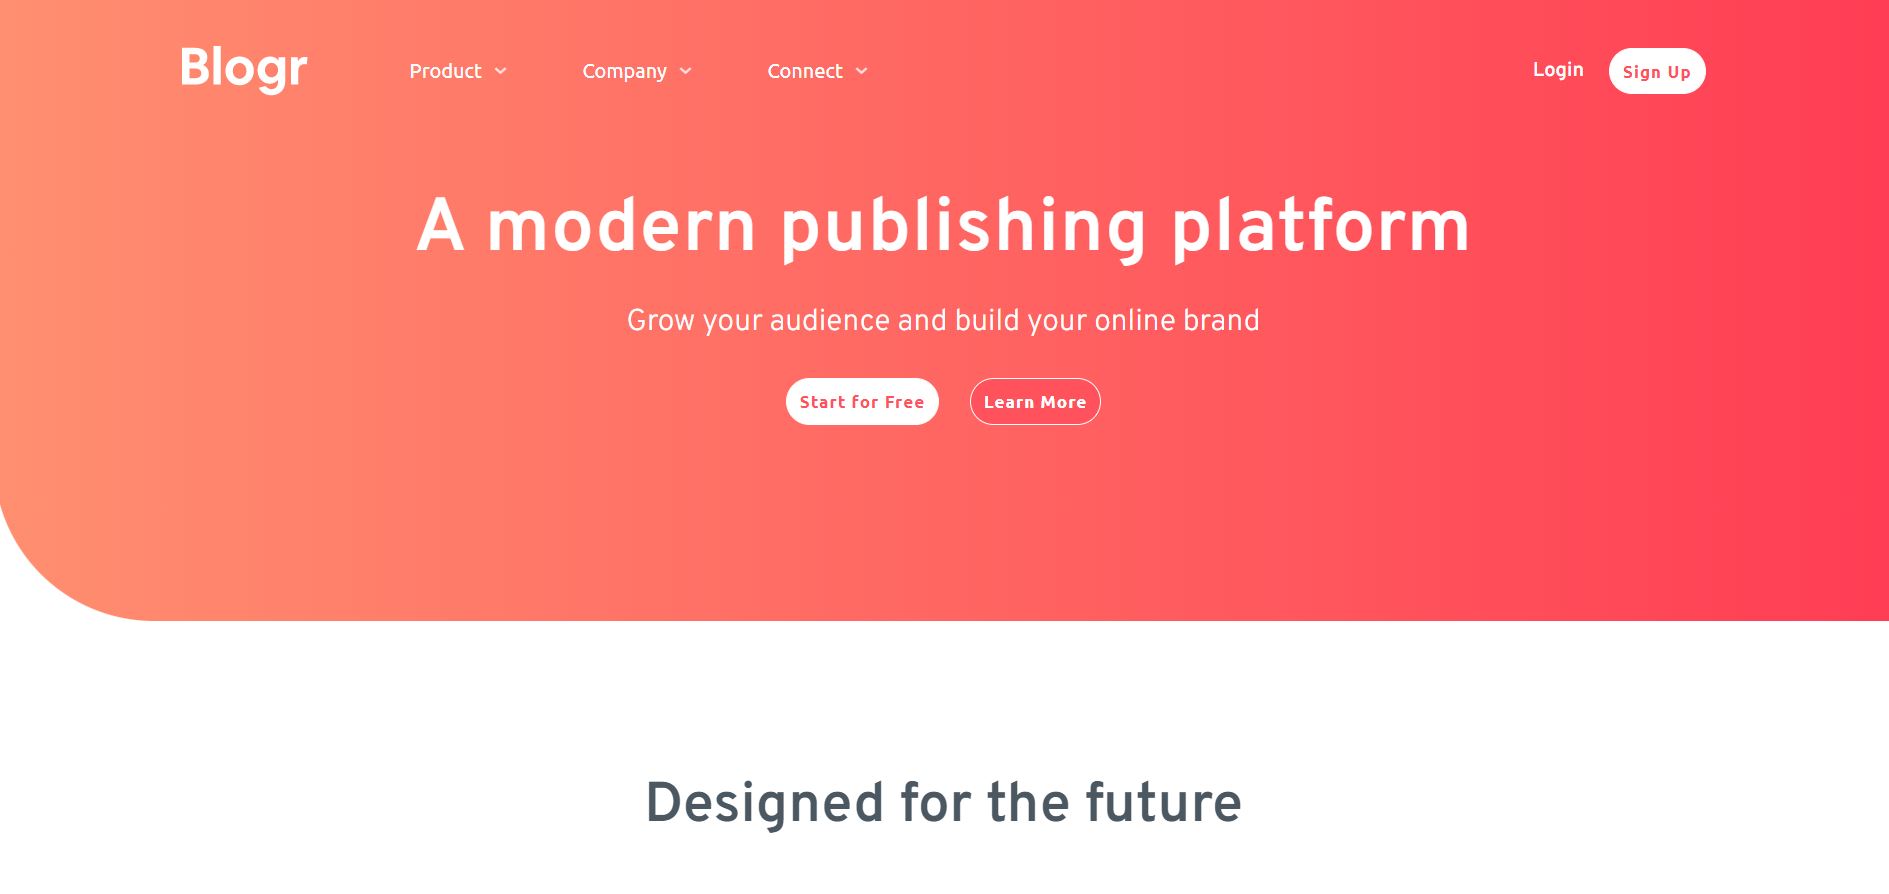 Blogr Product Company Connect Login Sign Up
A modern publishing platform
Grow your audience and build your online brand
Start for Free Learn More
Designed for the future